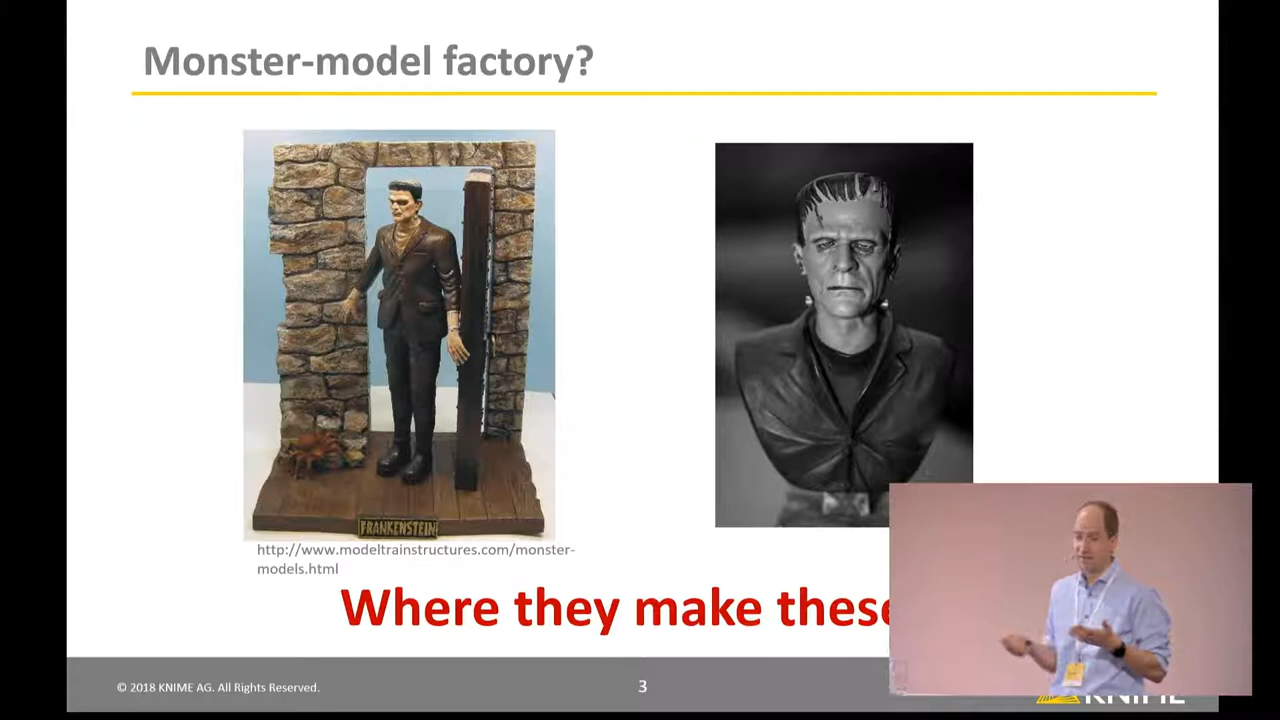 Monster-model factory?
FRANKENSTEIN
http://www.modeltrainstructures.com/monster-
models.html
Where they make these
© 2018 KNIME AG. All Rights Reserved.
3
KNIME